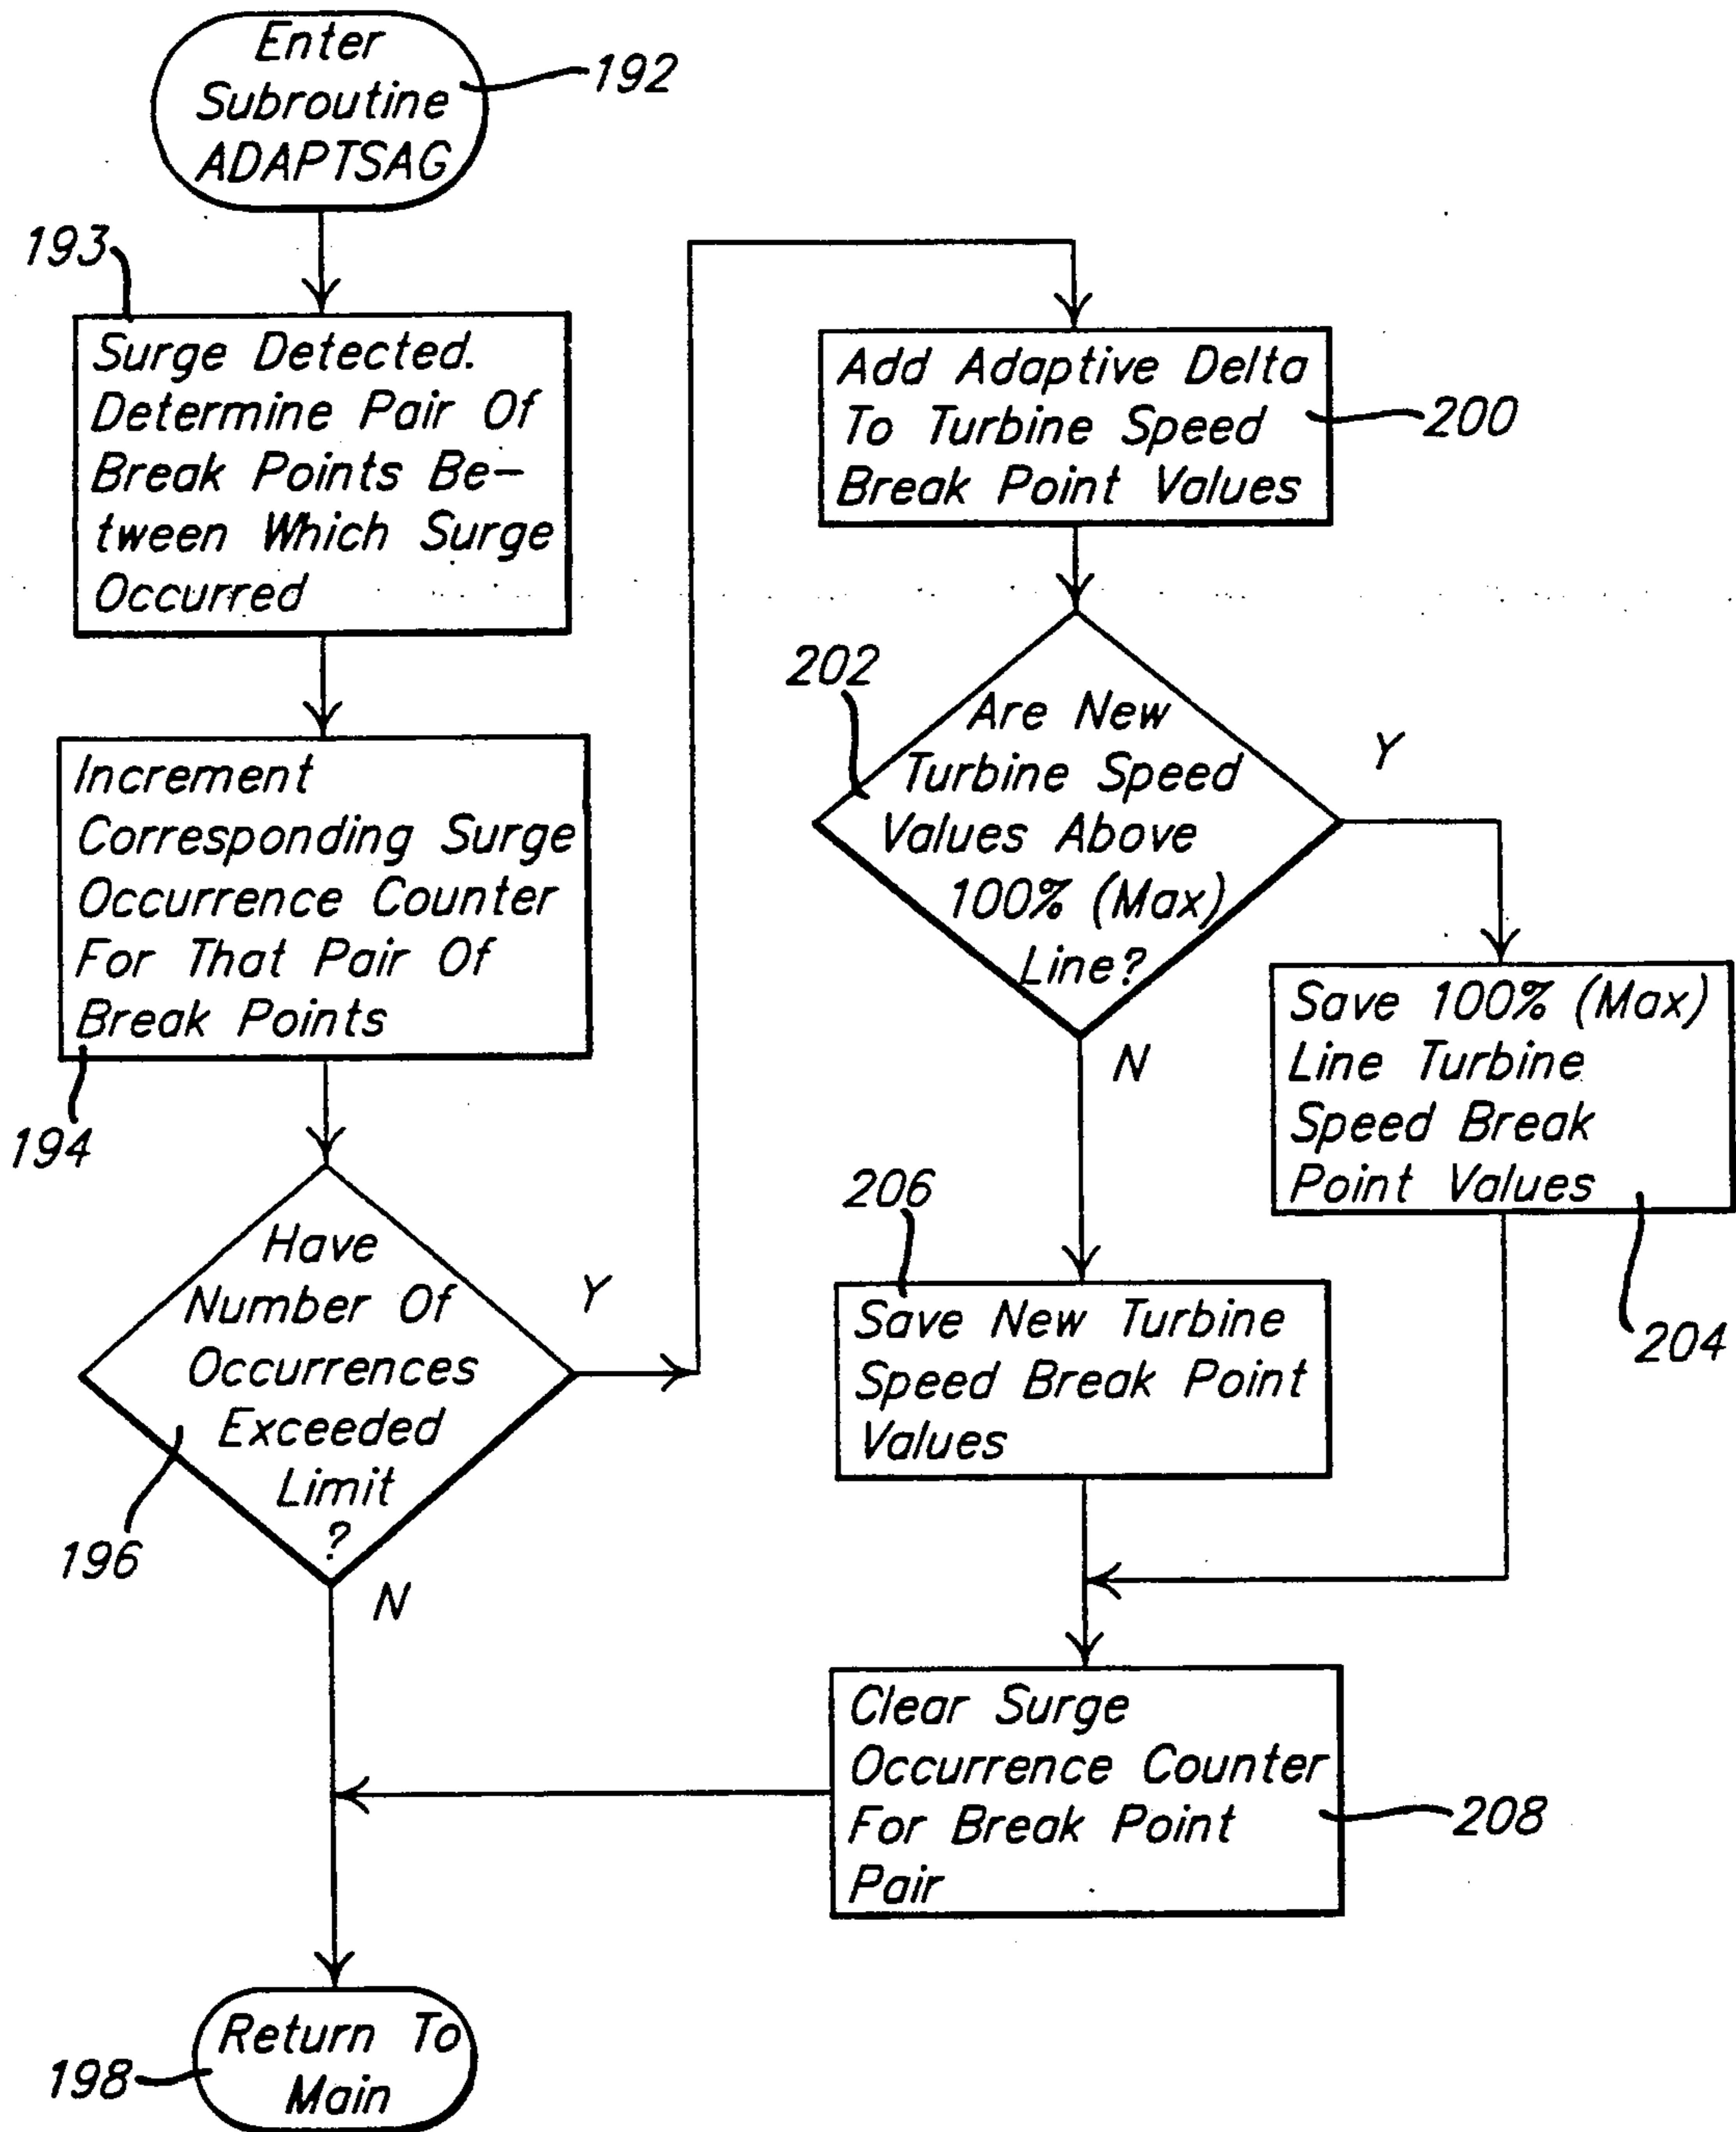 Enter
Subroutine
ADAPTSAG
192
193
Surge Detected.
Determine Pair Of
Break Points Be-
tween Which Surge
Occurred
Increment
Corresponding Surge
Occurrence Counter
For That Pair Of
Break Points
194
Have
Number Of
Occurrences
Exceeded
Limit
?
196
Y
N
Add Adaptive Delta
To Turbine Speed
Break Point Values
200
202
Are New
Turbine Speed
Values Above
100% (Max)
Line?
Y
N
Save 100% (Max)
Line Turbine
Speed Break
Point Values
204
206
Save New Turbine
Speed Break Point
Values
Clear Surge
Occurrence Counter
For Break Point
Pair
208
Return To
Main
198